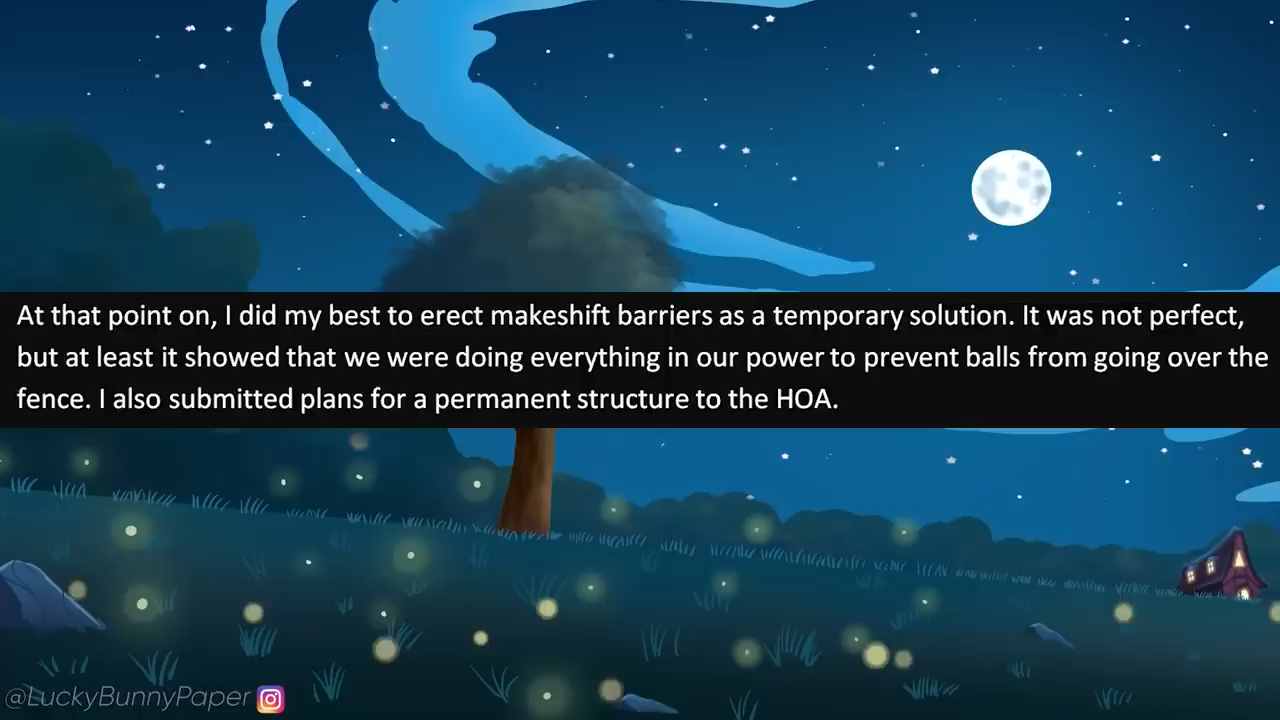 At that point on, I did my best to erect makeshift barriers as a temporary solution. It was not perfect,
but at least it showed that we were doing everything in our power to prevent balls from going over the
fence. I also submitted plans for a permanent structure to the HOA.
@LuckyBunnyPaper